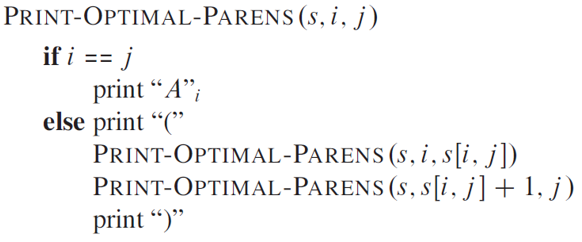 PRINT-OPTIMAL-PARENS(s, i, j)
if i == j
print “A”i
else print “(”
PRINT-OPTIMAL-PARENS(s, i, s[i, j])
PRINT-OPTIMAL-PARENS(s, s[i, j] + 1, j)
print “)”